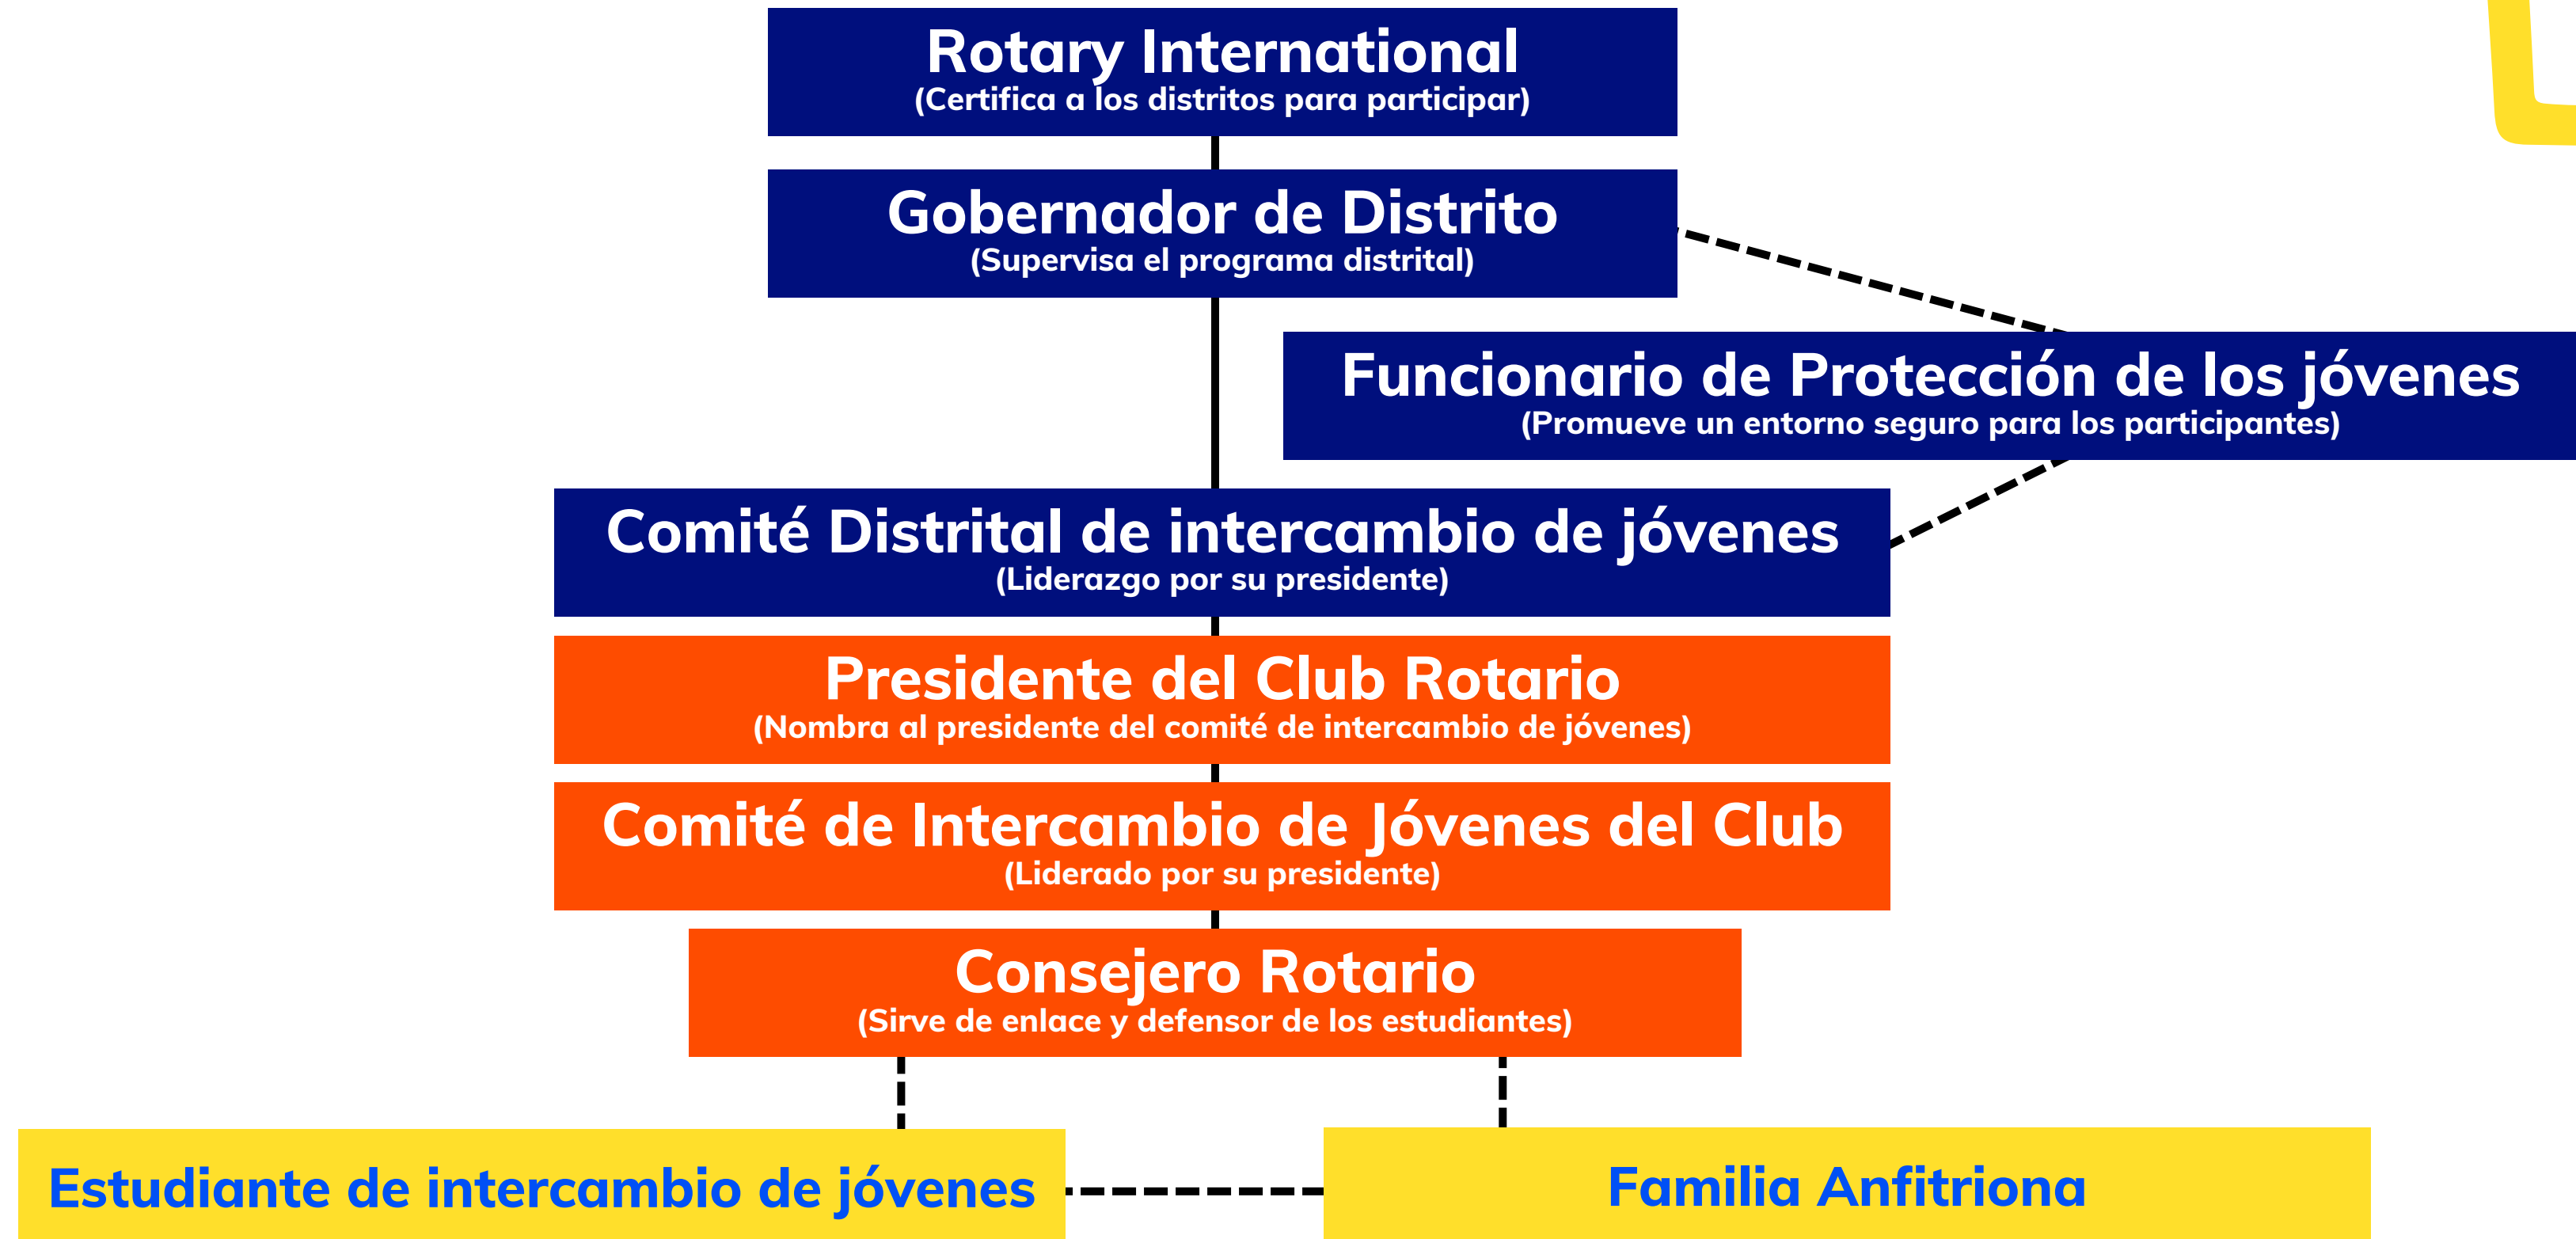 Rotary International
(Certifica a los distritos para participar)
Gobernador de Distrito
(Supervisa el programa distrital)
Funcionario de Protección de los jóvenes
(Promueve un entorno seguro para los participantes)
Comité Distrital de intercambio de jóvenes
(Liderazgo por su presidente)
Presidente del Club Rotario
(Nombra al presidente del comité de intercambio de jóvenes)
Comité de Intercambio de Jóvenes del Club
(Liderado por su presidente)
Consejero Rotario
(Sirve de enlace y defensor de los estudiantes)
Estudiante de intercambio de jóvenes
Familia Anfitriona